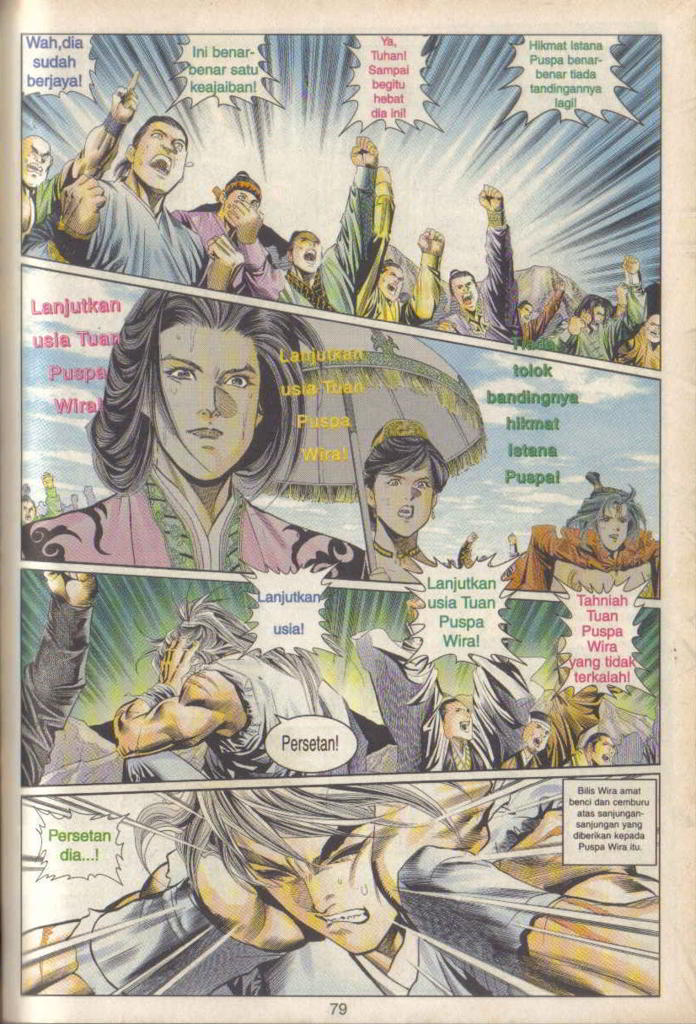 Wah,dia
sudah
berjaya!
Ini benar-
benar satu
keajaiban!
Ya,
Tuhan!
Sampai
begitu
hebat
dia ini!
Hikmat Istana
Puspa benar-
benar tiada
tandingannya
lagi!
Lanjutkan
usia Tuan
Puspa
Wira!
Lanjutkan
usia Tuan
Puspa
Wira!
Tiada
tolok
bandingnya
hikmat
Istana
Puspa!
Lanjutkan
usia!
Lanjutkan
usia Tuan
Puspa
Wira!
Tahniah
Tuan
Puspa
Wira
yang tidak
terkalah!
Persetan!
Persetan
dia...!
Bilis Wira amat
benci dan cemburu
atas sanjungan-
sanjungan yang
diberikan kepada
Puspa Wira itu.
79